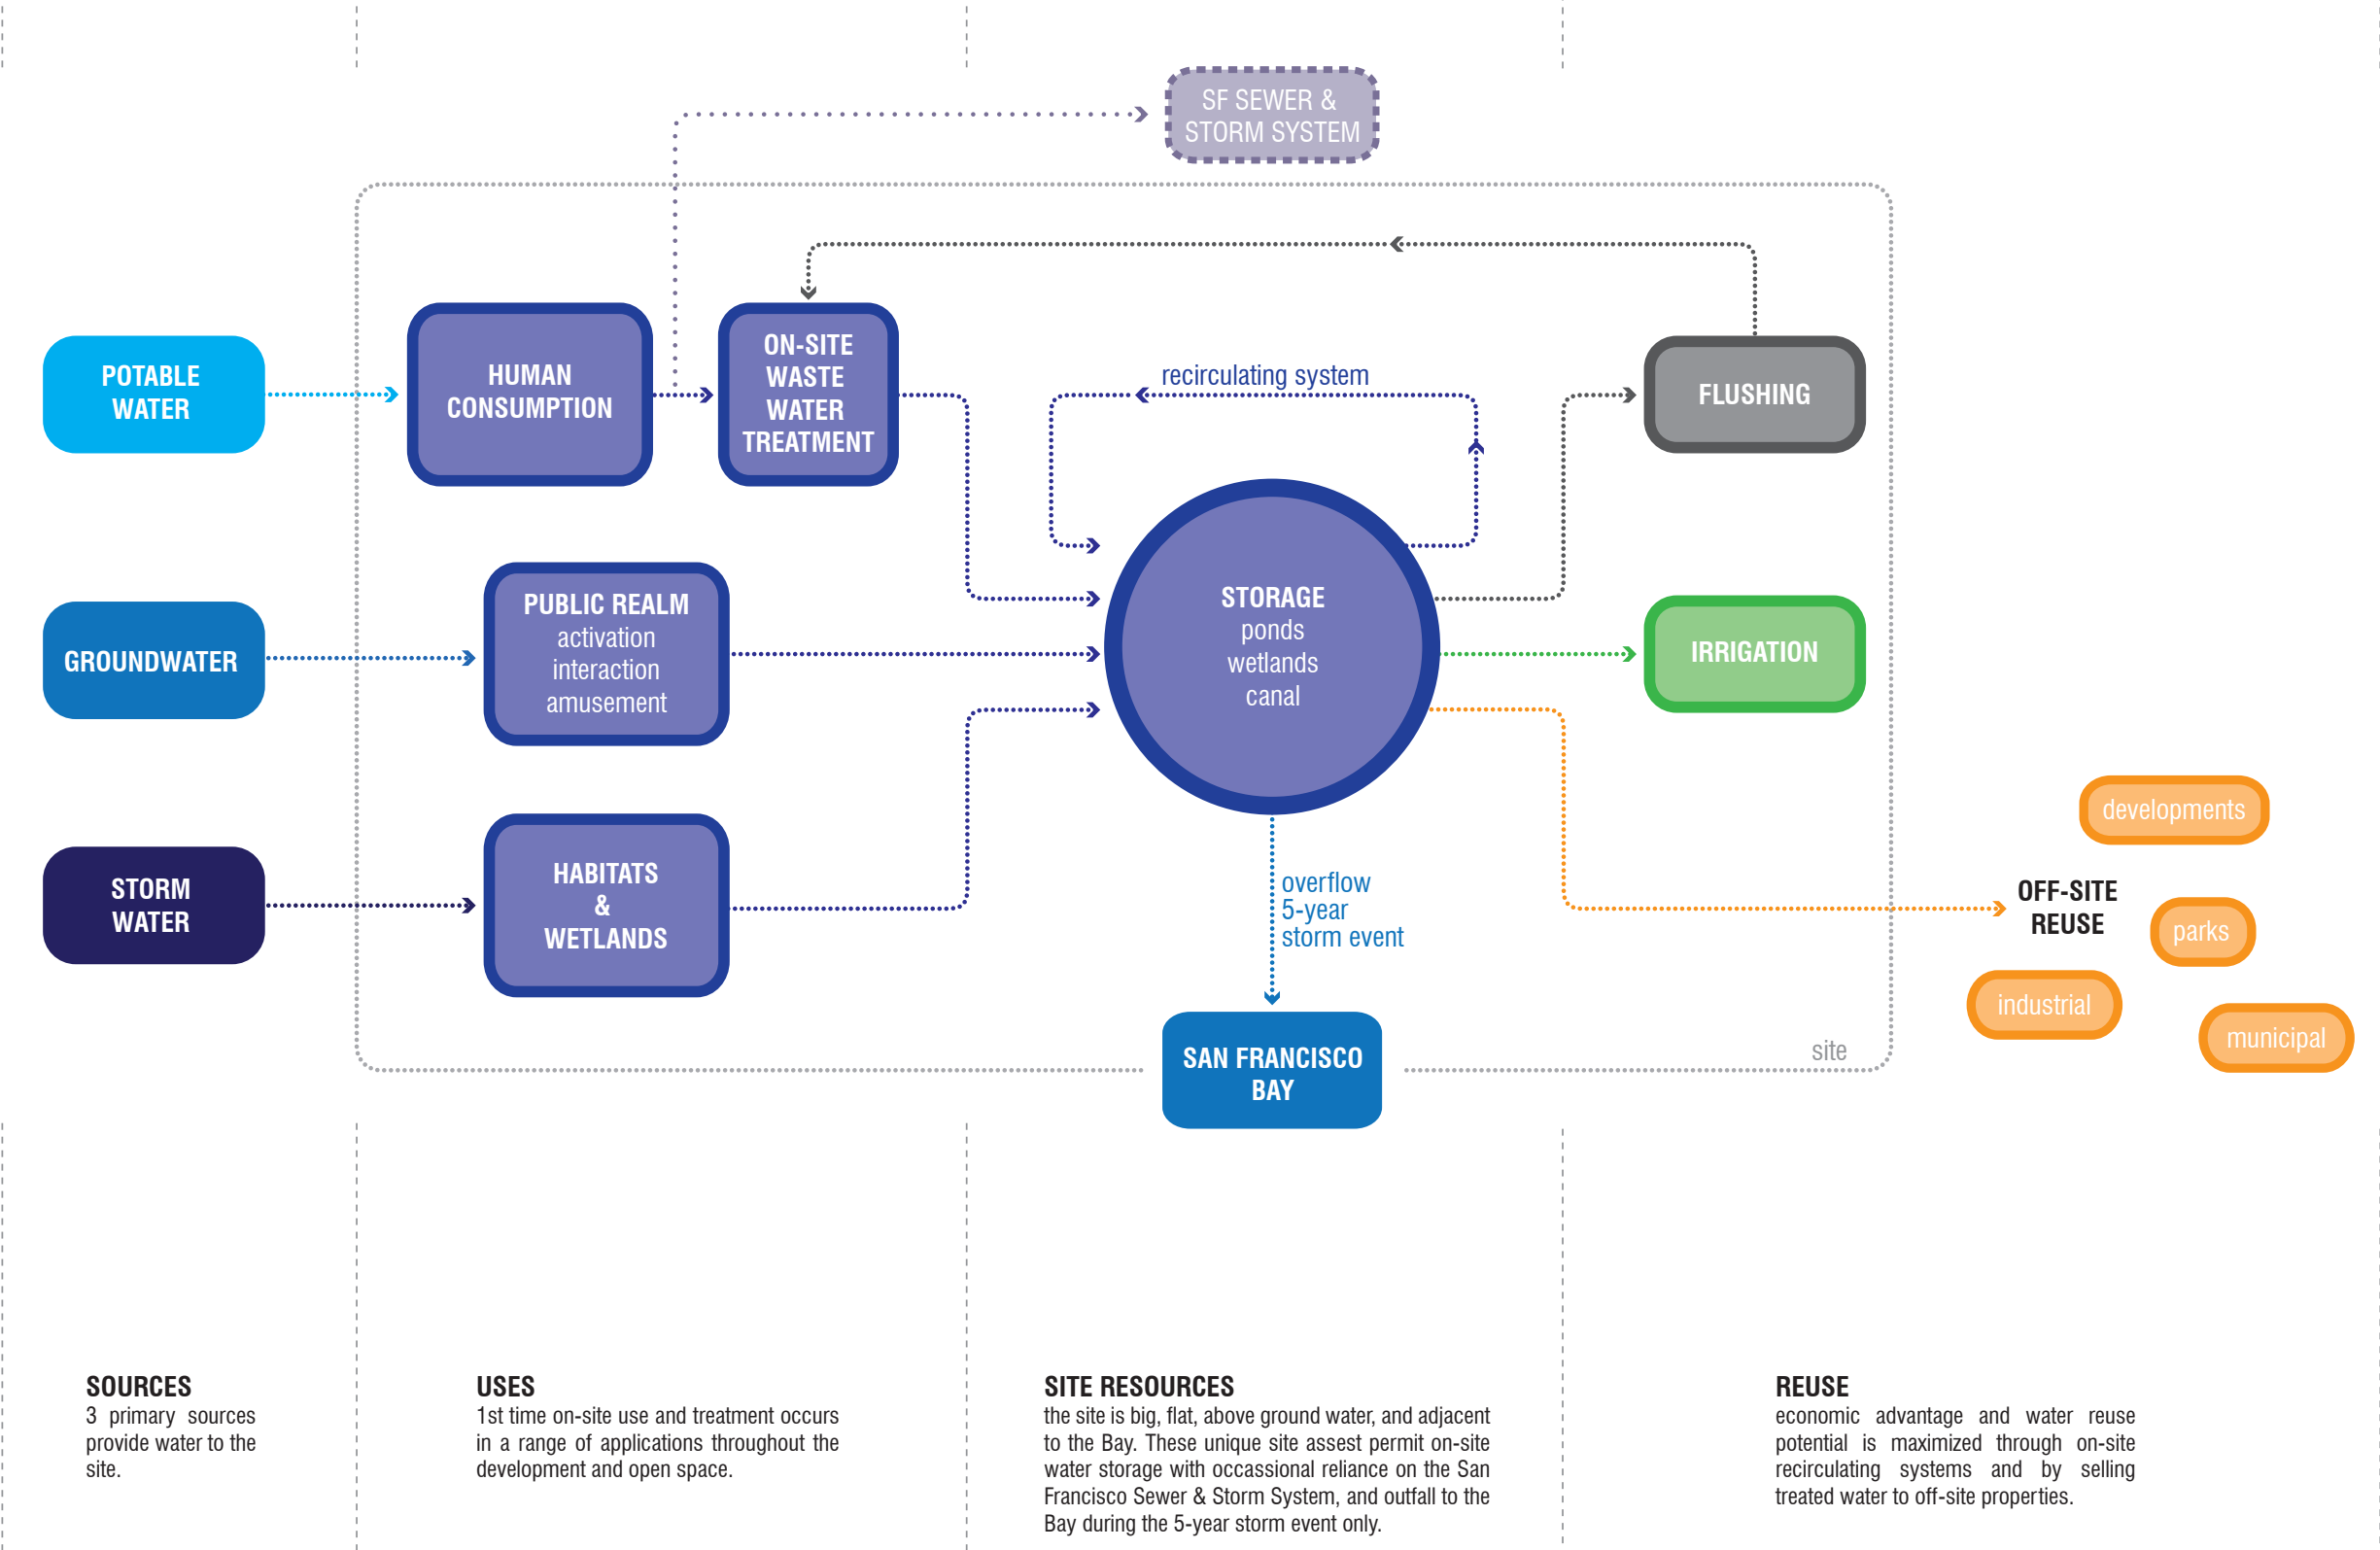 SF SEWER &
STORM SYSTEM
POTABLE
WATER
HUMAN
CONSUMPTION
ON-SITE
WASTE
WATER
TREATMENT
recirculating system
FLUSHING
GROUNDWATER
PUBLIC REALM
activation
interaction
amusement
STORAGE
ponds
wetlands
canal
IRRIGATION
STORM
WATER
HABITATS
&
WETLANDS
overflow
5-year
storm event
developments
OFF-SITE
REUSE
parks
industrial
municipal
SAN FRANCISCO
BAY
site
SOURCES
3 primary sources
provide water to the
site.
USES
1st time on-site use and treatment occurs
in a range of applications throughout the
development and open space.
SITE RESOURCES
the site is big, flat, above ground water, and adjacent
to the Bay. These unique site assest permit on-site
water storage with occassional reliance on the San
Francisco Sewer & Storm System, and outfall to the
Bay during the 5-year storm event only.
REUSE
economic advantage and water reuse
potential is maximized through on-site
recirculating systems and by selling
treated water to off-site properties.